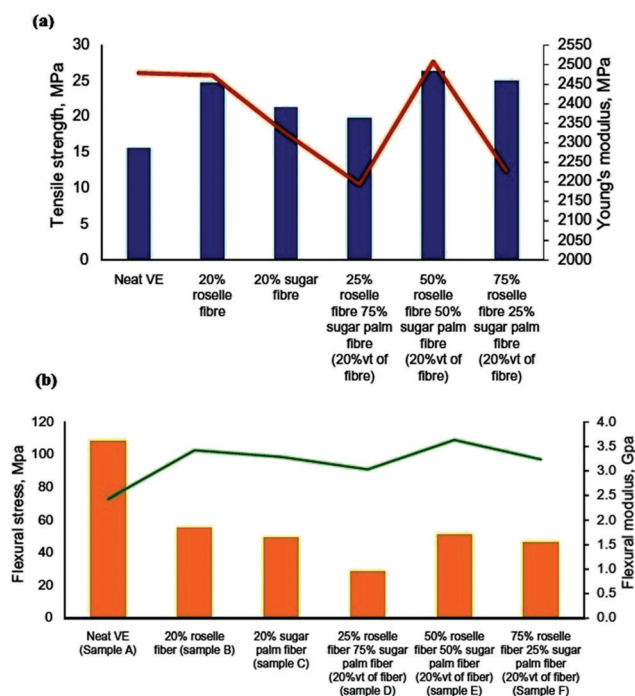 (a)
Tensile strength, MPa
30
25
20
15
10
5
0
Young's modulus, MPa
2550
2500
2450
2400
2350
2300
2250
2200
2150
2100
2050
2000
Neat VE
20%
roselle
fibre
20% sugar
fibre
25%
roselle
fibre 75%
sugar palm
fibre
(20%vt of
fibre)
50%
roselle
fibre 50%
sugar palm
fibre
(20%vt of
fibre)
75%
roselle
fibre 25%
sugar palm
fibre
(20%vt of
fibre)
(b)
Flexural stress, Mpa
120
100
80
60
40
20
0
Flexural modulus, Gpa
4.0
3.5
3.0
2.5
2.0
1.5
1.0
0.5
0.0
Neat VE
(Sample A)
20% roselle
fiber (sample B)
20% sugar
palm fiber
(sample C)
25% roselle
fiber 75% sugar
palm fiber
(20%vt of fiber)
(sample D)
50% roselle
fiber 50% sugar
palm fiber
(20%vt of fiber)
(sample E)
75% roselle
fiber 25% sugar
palm fiber
(20%vt of fiber)
(Sample F)